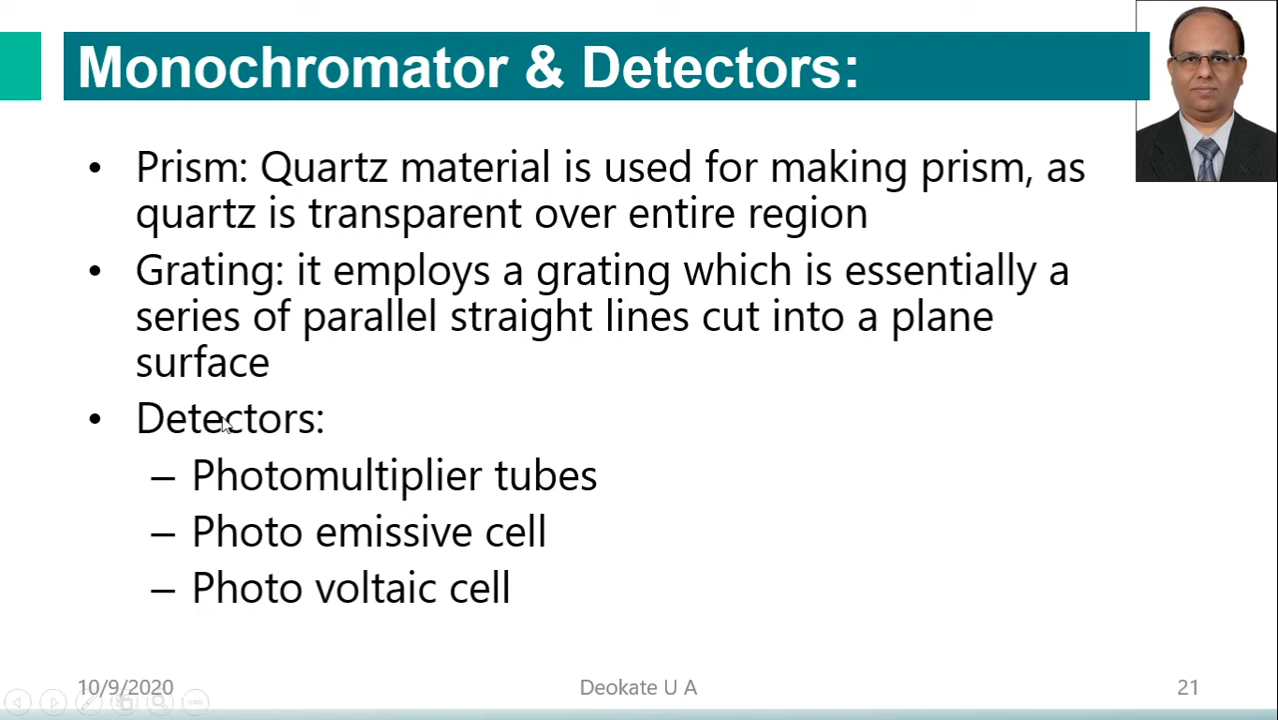 Monochromator & Detectors:
• Prism: Quartz material is used for making prism, as
quartz is transparent over entire region
• Grating: it employs a grating which is essentially a
series of parallel straight lines cut into a plane
surface
• Detectors:
– Photomultiplier tubes
– Photo emissive cell
– Photo voltaic cell
10/9/2020
Deokate U A
21